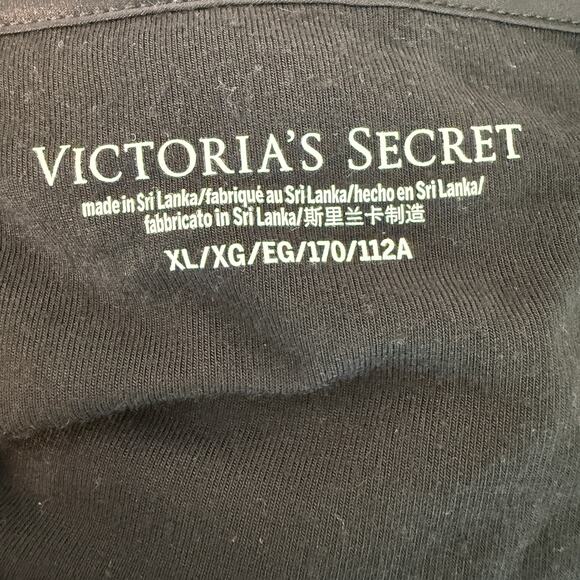 VICTORIA'S SECRET
made in Sri Lanka/fabriqué au Sri Lanka/hecho en Sri Lanka/
fabbricato in Sri Lanka/斯里兰卡制造
XL/XG/EG/170/112A